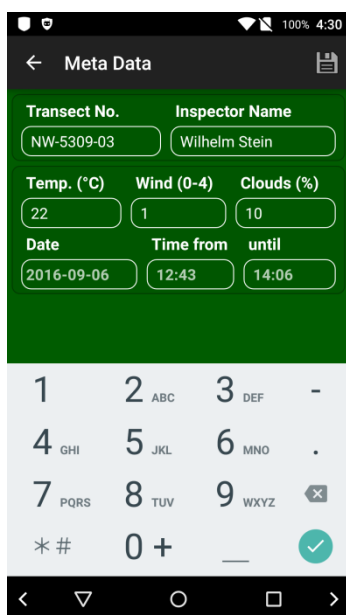 100% 4:30
Meta Data
Transect No. Inspector Name
NW-5309-03 Wilhelm Stein
Temp. (°C) Wind (0-4) Clouds (%)
22 1 10
Date Time from until
2016-09-06 12:43 14:06
1 2 ABC 3 DEF -
4 GHI 5 JKL 6 MNO .
7 PQRS 8 TUV 9 WXYZ
*# 0 + _